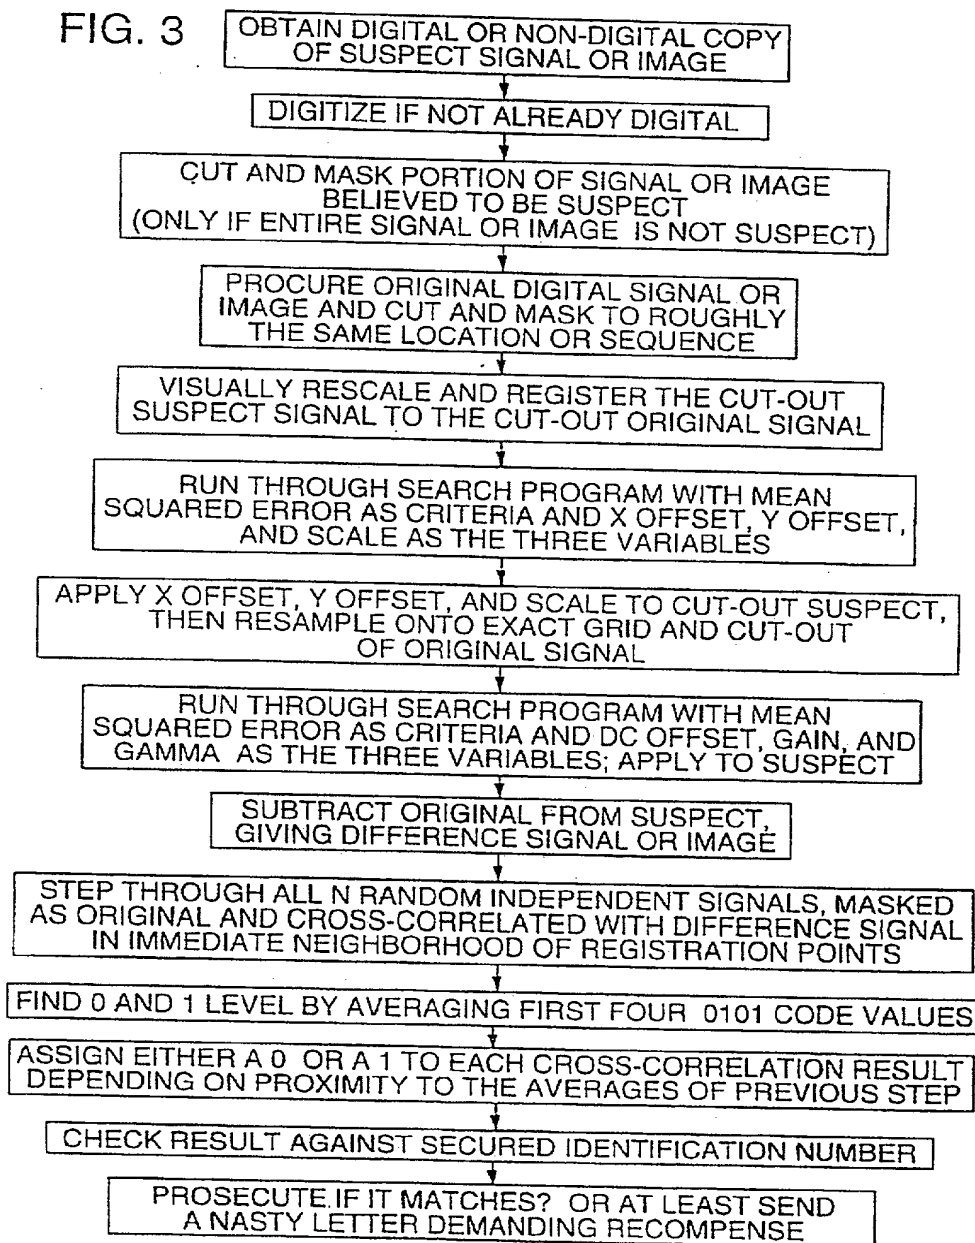 FIG. 3
OBTAIN DIGITAL OR NON-DIGITAL COPY
OF SUSPECT SIGNAL OR IMAGE
DIGITIZE IF NOT ALREADY DIGITAL
CUT AND MASK PORTION OF SIGNAL OR IMAGE
BELIEVED TO BE SUSPECT
(ONLY IF ENTIRE SIGNAL OR IMAGE IS NOT SUSPECT)
PROCURE ORIGINAL DIGITAL SIGNAL OR
IMAGE AND CUT AND MASK TO ROUGHLY
THE SAME LOCATION OR SEQUENCE
VISUALLY RESCALE AND REGISTER THE CUT-OUT
SUSPECT SIGNAL TO THE CUT-OUT ORIGINAL SIGNAL
RUN THROUGH SEARCH PROGRAM WITH MEAN
SQUARED ERROR AS CRITERIA AND X OFFSET, Y OFFSET,
AND SCALE AS THE THREE VARIABLES
APPLY X OFFSET, Y OFFSET, AND SCALE TO CUT-OUT SUSPECT,
THEN RESAMPLE ONTO EXACT GRID AND CUT-OUT
OF ORIGINAL SIGNAL
RUN THROUGH SEARCH PROGRAM WITH MEAN
SQUARED ERROR AS CRITERIA AND DC OFFSET, GAIN, AND
GAMMA AS THE THREE VARIABLES; APPLY TO SUSPECT
SUBTRACT ORIGINAL FROM SUSPECT,
GIVING DIFFERENCE SIGNAL OR IMAGE
STEP THROUGH ALL N RANDOM INDEPENDENT SIGNALS, MASKED
AS ORIGINAL AND CROSS-CORRELATED WITH DIFFERENCE SIGNAL
IN IMMEDIATE NEIGHBORHOOD OF REGISTRATION POINTS
FIND 0 AND 1 LEVEL BY AVERAGING FIRST FOUR 0101 CODE VALUES
ASSIGN EITHER A 0 OR A 1 TO EACH CROSS-CORRELATION RESULT
DEPENDING ON PROXIMITY TO THE AVERAGES OF PREVIOUS STEP
CHECK RESULT AGAINST SECURED IDENTIFICATION NUMBER
PROSECUTE IF IT MATCHES? OR AT LEAST SEND
A NASTY LETTER DEMANDING RECOMPENSE